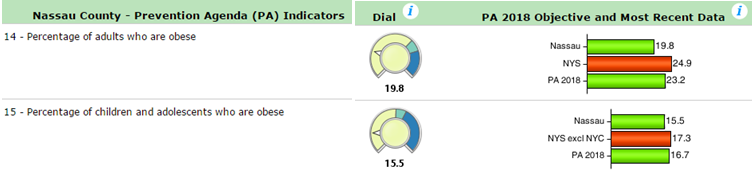 Nassau County - Prevention Agenda (PA) Indicators
Dial i
PA 2018 Objective and Most Recent Data i
14 - Percentage of adults who are obese
19.8
Nassau 19.8
NYS 24.9
PA 2018 23.2
15 - Percentage of children and adolescents who are obese
15.5
Nassau 15.5
NYS excl NYC 17.3
PA 2018 16.7